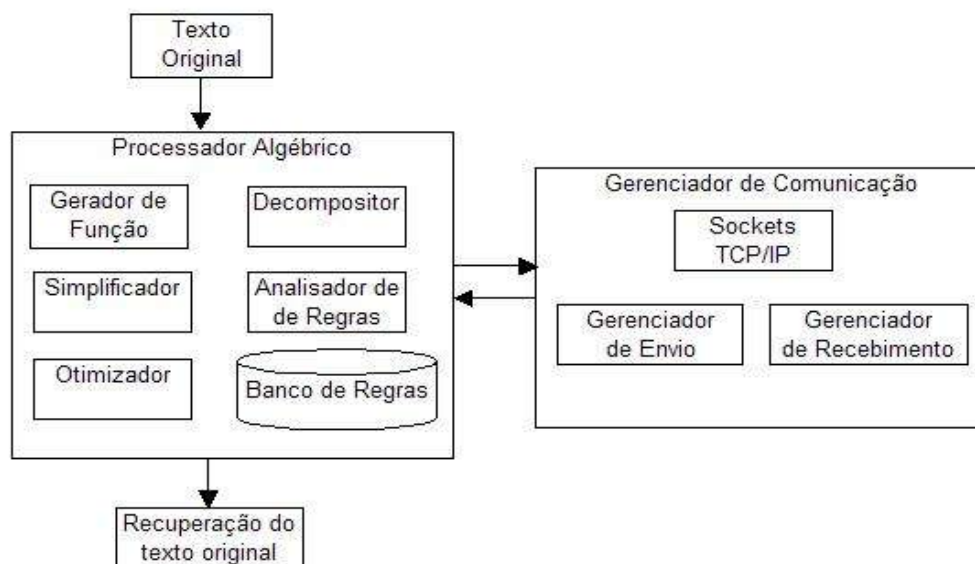 Texto
Original
Processador Algébrico
Gerador de
Função
Decompositor
Simplificador
Analisador de
de Regras
Otimizador
Banco de Regras
Gerenciador de Comunicação
Sockets
TCP/IP
Gerenciador
de Envio
Gerenciador
de Recebimento
Recuperação do
texto original